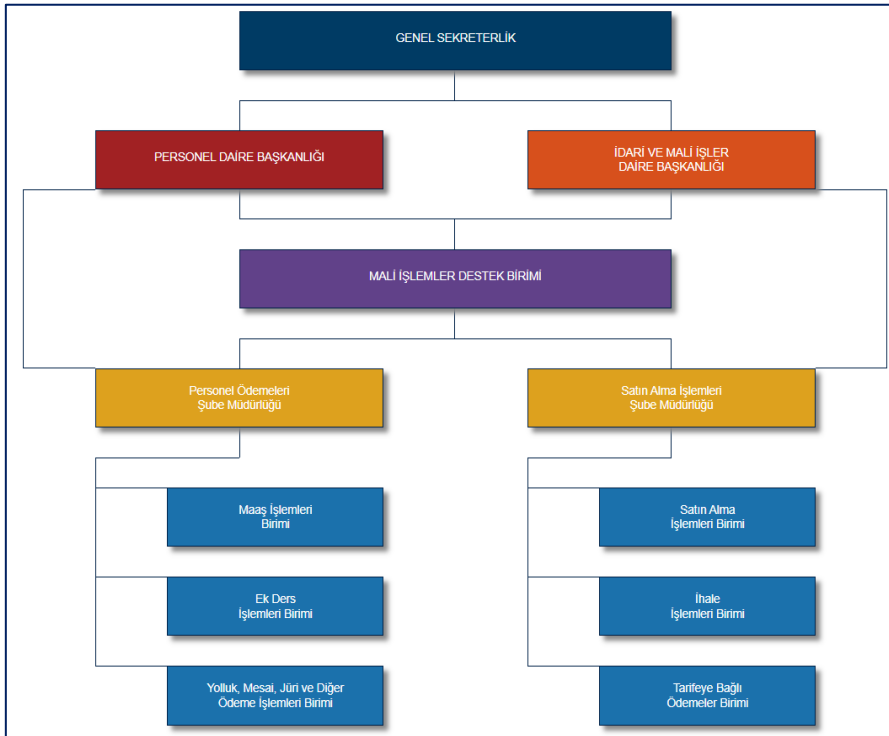 GENEL SEKRETERLİK
PERSONEL DAİRE BAŞKANLIĞI
İDARİ VE MALİ İŞLER
DAİRE BAŞKANLIĞI
MALİ İŞLEMLER DESTEK BİRİMİ
Personel Ödemeleri
Şube Müdürlüğü
Satın Alma İşlemleri
Şube Müdürlüğü
Maaş İşlemleri
Birimi
Satın Alma
İşlemleri Birimi
Ek Ders
İşlemleri Birimi
İhale
İşlemleri Birimi
Yolluk, Mesai, Jüri ve Diğer
Ödeme İşlemleri Birimi
Tarifeye Bağlı
Ödemeler Birimi